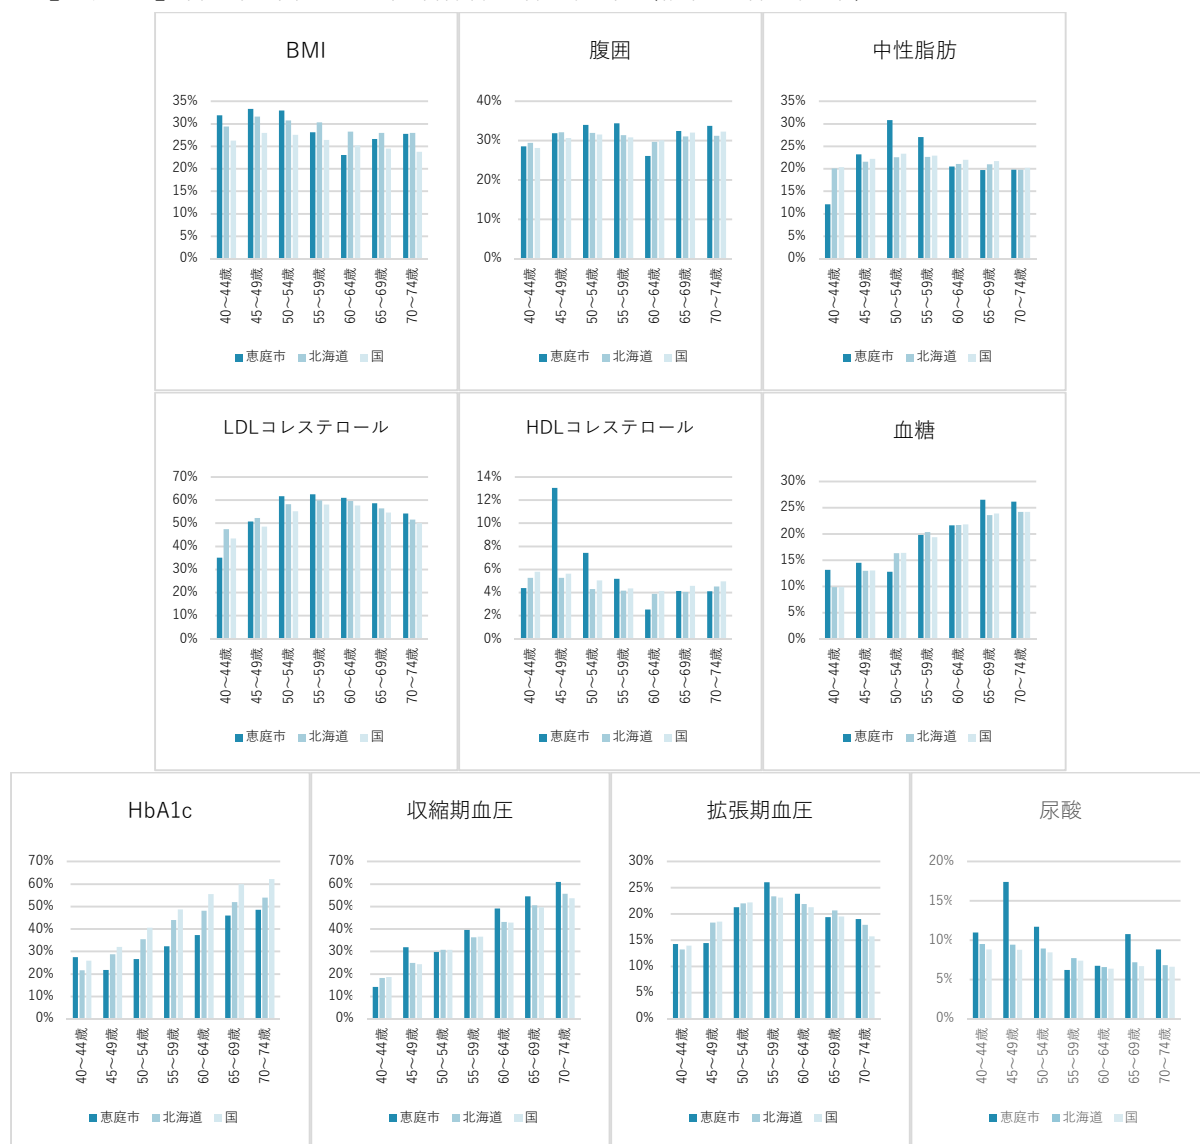 BMI
35%
30%
25%
20%
15%
10%
5%
0%
40～44歳
45～49歳
50～54歳
55～59歳
60～64歳
65～69歳
70～74歳
恵庭市 北海道 国
腹囲
40%
30%
20%
10%
0%
40～44歳
45～49歳
50～54歳
55～59歳
60～64歳
65～69歳
70～74歳
恵庭市 北海道 国
中性脂肪
35%
30%
25%
20%
15%
10%
5%
0%
40～44歳
45～49歳
50～54歳
55～59歳
60～64歳
65～69歳
70～74歳
恵庭市 北海道 国
LDLコレステロール
70%
60%
50%
40%
30%
20%
10%
0%
40～44歳
45～49歳
50～54歳
55～59歳
60～64歳
65～69歳
70～74歳
恵庭市 北海道 国
HDLコレステロール
14%
12%
10%
8%
6%
4%
2%
0%
40～44歳
45～49歳
50～54歳
55～59歳
60～64歳
65～69歳
70～74歳
恵庭市 北海道 国
血糖
30%
25%
20%
15%
10%
5%
0%
40～44歳
45～49歳
50～54歳
55～59歳
60～64歳
65～69歳
70～74歳
恵庭市 北海道 国
HbA1c
70%
60%
50%
40%
30%
20%
10%
0%
40～44歳
45～49歳
50～54歳
55～59歳
60～64歳
65～69歳
70～74歳
恵庭市 北海道 国
収縮期血圧
70%
60%
50%
40%
30%
20%
10%
0%
40～44歳
45～49歳
50～54歳
55～59歳
60～64歳
65～69歳
70～74歳
恵庭市 北海道 国
拡張期血圧
30%
25%
20%
15%
10%
5%
0%
40～44歳
45～49歳
50～54歳
55～59歳
60～64歳
65～69歳
70～74歳
恵庭市 北海道 国
尿酸
20%
15%
10%
5%
0%
40～44歳
45～49歳
50～54歳
55～59歳
60～64歳
65～69歳
70～74歳
恵庭市 北海道 国